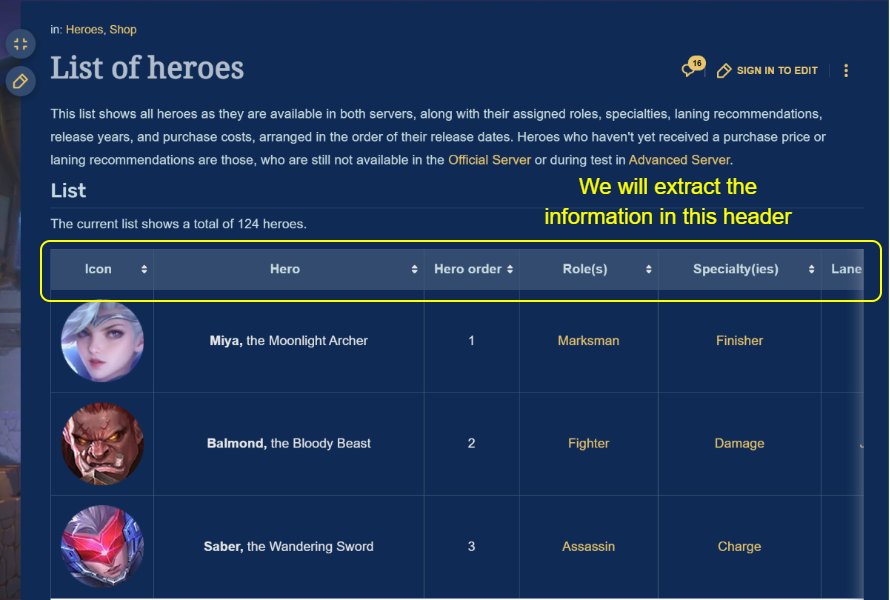 in: Heroes, Shop
List of heroes
16
SIGN IN TO EDIT
This list shows all heroes as they are available in both servers, along with their assigned roles, specialties, laning recommendations,
release years, and purchase costs, arranged in the order of their release dates. Heroes who haven't yet received a purchase price or
laning recommendations are those, who are still not available in the Official Server or during test in Advanced Server.
List
We will extract the
information in this header
The current list shows a total of 124 heroes.
Icon Hero Hero order Role(s) Specialty(ies) Lane
Miya, the Moonlight Archer 1 Marksman Finisher
Balmond, the Bloody Beast 2 Fighter Damage
Saber, the Wandering Sword 3 Assassin Charge